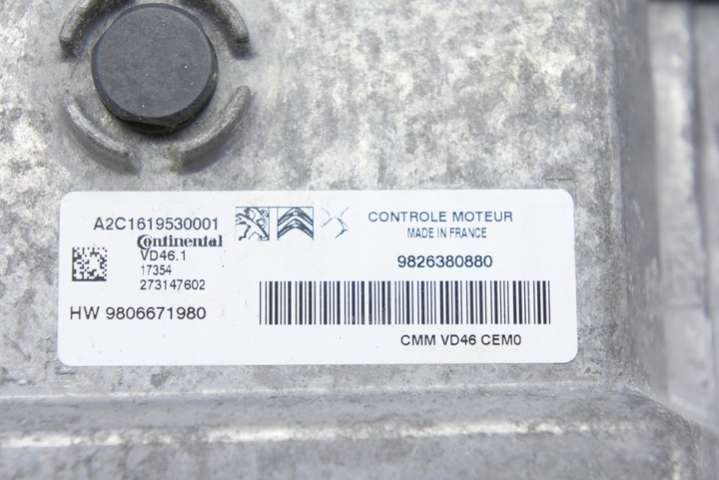 A2C1619530001
Continental
VD46.1
17354
273147602
HW 9806671980
CONTROLE MOTEUR
MADE IN FRANCE
9826380880
CMM VD46 CEM0